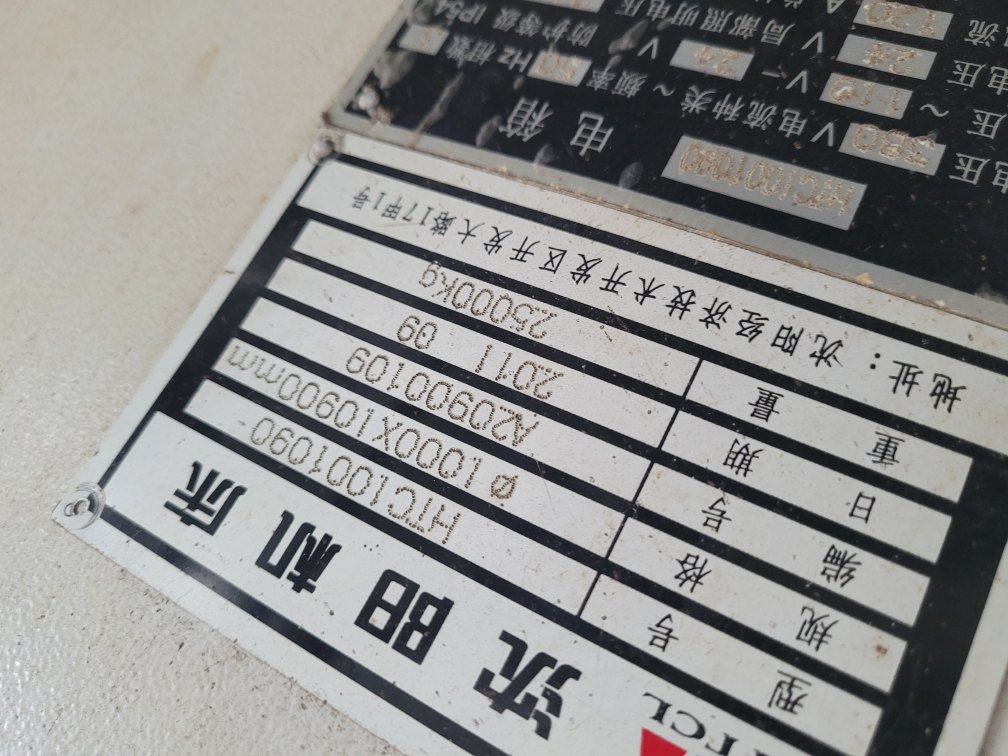 TCL 沈阳机床
型号 HTC1001090
规格 ø1000X10900mm
编号 A20900109
日期 2011 09
重量 25000kg
地址：沈阳经济技术开发区开发大路17甲1号
HTC1001090 电箱
电压 380 V 电流种类 ~ 频率 50 Hz 相数
压 ~ 110 V – 24 V 防护等级 IP54
电压 24 V 局部照明电压
电流 120 A